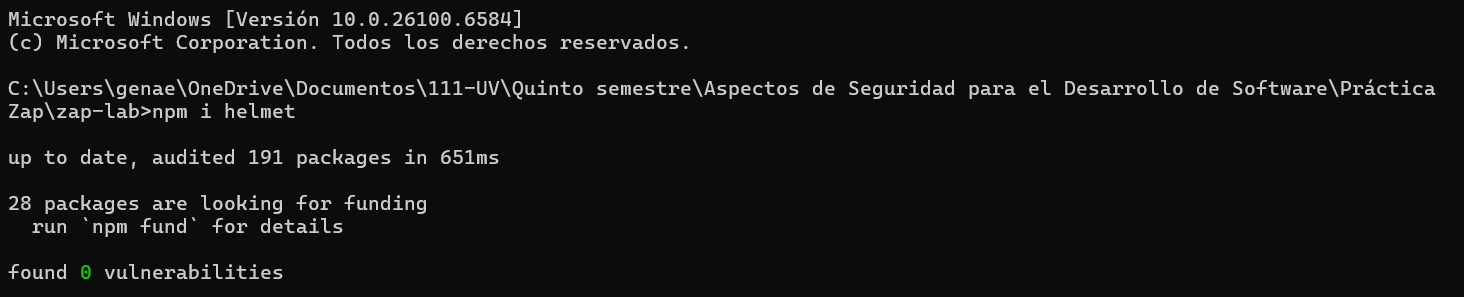 Microsoft Windows [Versión 10.0.26100.6584]
(c) Microsoft Corporation. Todos los derechos reservados.
C:\Users\genae\OneDrive\Documentos\111-UV\Quinto semestre\Aspectos de Seguridad para el Desarrollo de Software\Práctica
Zap\zap-lab>npm i helmet
up to date, audited 191 packages in 651ms
28 packages are looking for funding
  run `npm fund` for details
found 0 vulnerabilities